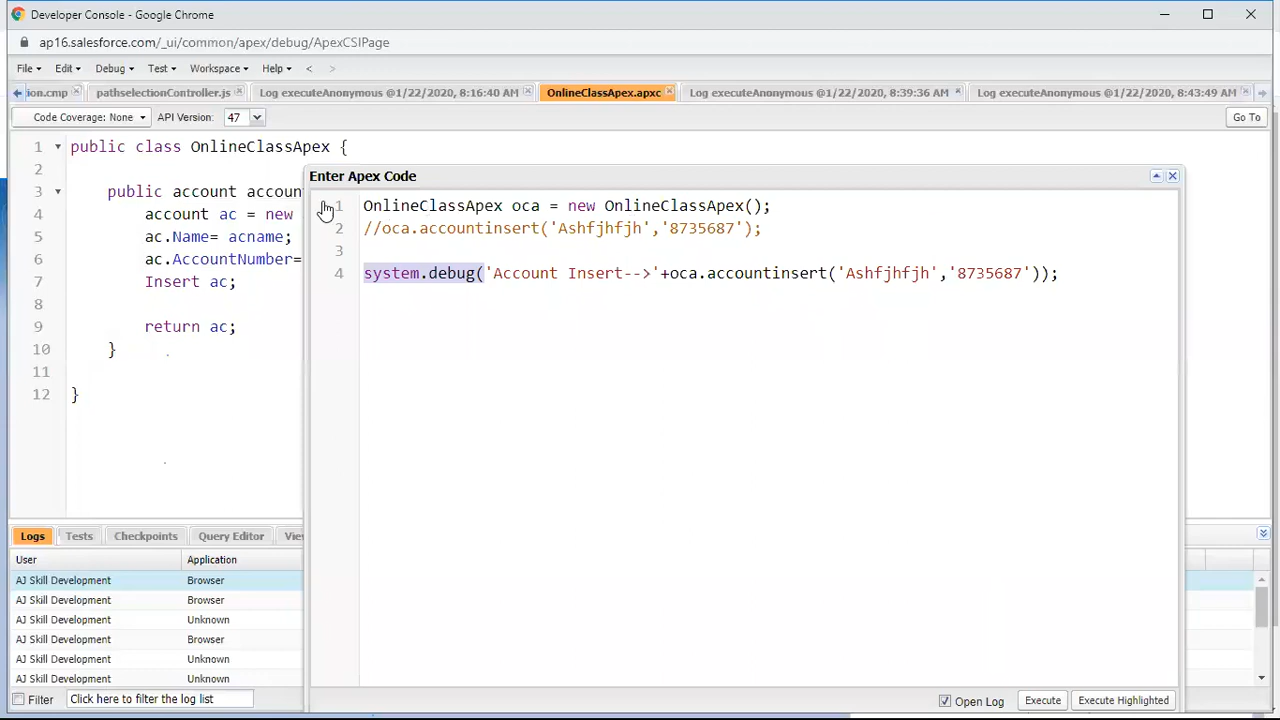 Developer Console - Google Chrome
ap16.salesforce.com/_ui/common/apex/debug/ApexCSIPage
File Edit Debug Test Workspace Help < >
ion.cmp pathselectionController.js Log executeAnonymous @1/22/2020, 8:16:40 AM OnlineClassApex.apxc Log executeAnonymous @1/22/2020, 8:39:36 AM Log executeAnonymous @1/22/2020, 8:43:49 AM
Code Coverage: None API Version: 47 Go To
1 public class OnlineClassApex {
2
3 public account accoun
4 account ac = new
5 ac.Name= acname;
6 ac.AccountNumber=
7 Insert ac;
8
9 return ac;
10 }
11
12 }
Enter Apex Code
1 OnlineClassApex oca = new OnlineClassApex();
2 //oca.accountinsert('Ashfjhfjh','8735687');
3
4 system.debug('Account Insert-->'+oca.accountinsert('Ashfjhfjh','8735687'));
Logs Tests Checkpoints Query Editor Vie
User Application
AJ Skill Development Browser
AJ Skill Development Browser
AJ Skill Development Unknown
AJ Skill Development Browser
AJ Skill Development Unknown
AJ Skill Development Unknown
Filter Click here to filter the log list
Open Log Execute Execute Highlighted